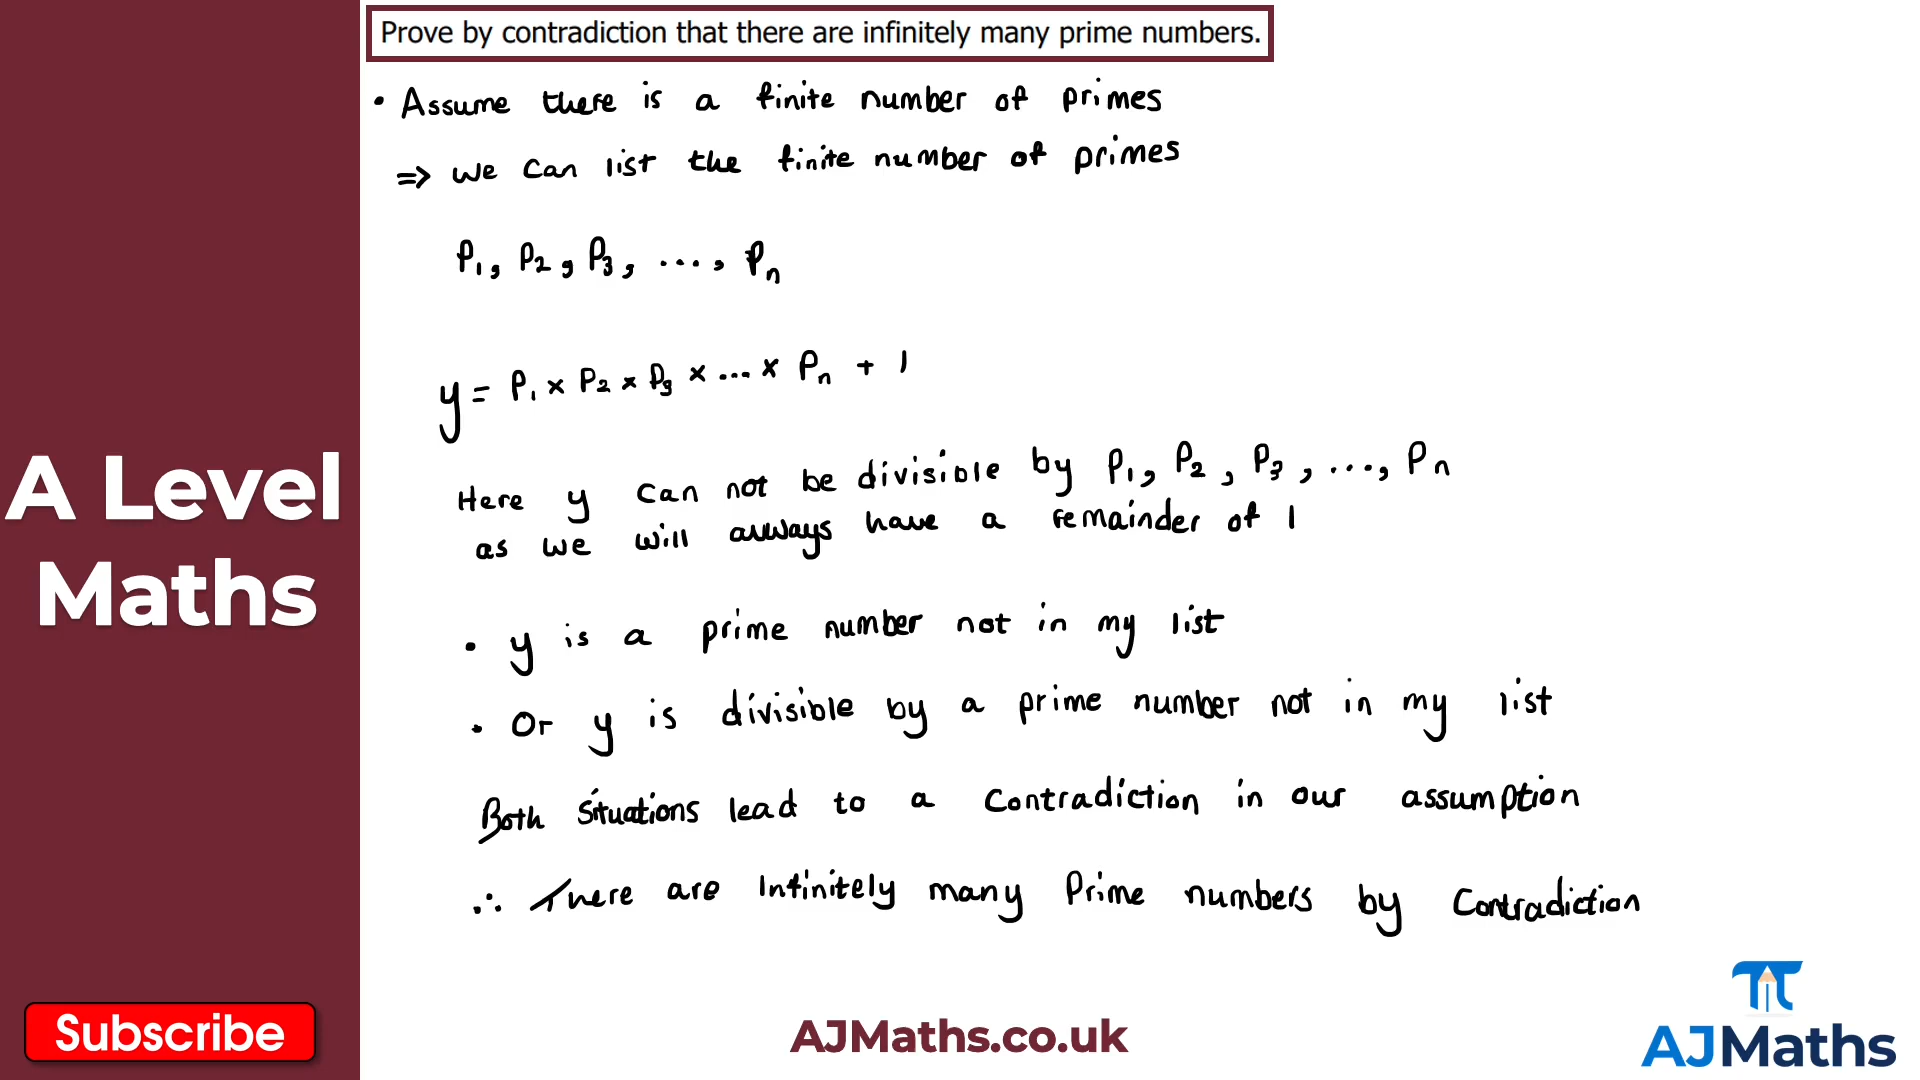 Prove by contradiction that there are infinitely many prime numbers.
• Assume there is a finite number of primes
⇒ we can list the finite number of primes
P₁, P₂, P₃, ..., Pₙ
y = P₁ × P₂ × P₃ × ... × Pₙ + 1
Here y can not be divisible by P₁, P₂, P₃, ..., Pₙ
as we will always have a remainder of 1
• y is a prime number not in my list
• Or y is divisible by a prime number not in my list
Both situations lead to a contradiction in our assumption
∴ There are Infinitely many Prime numbers by Contradiction
A Level
Maths
Subscribe
AJMaths.co.uk
AJMaths